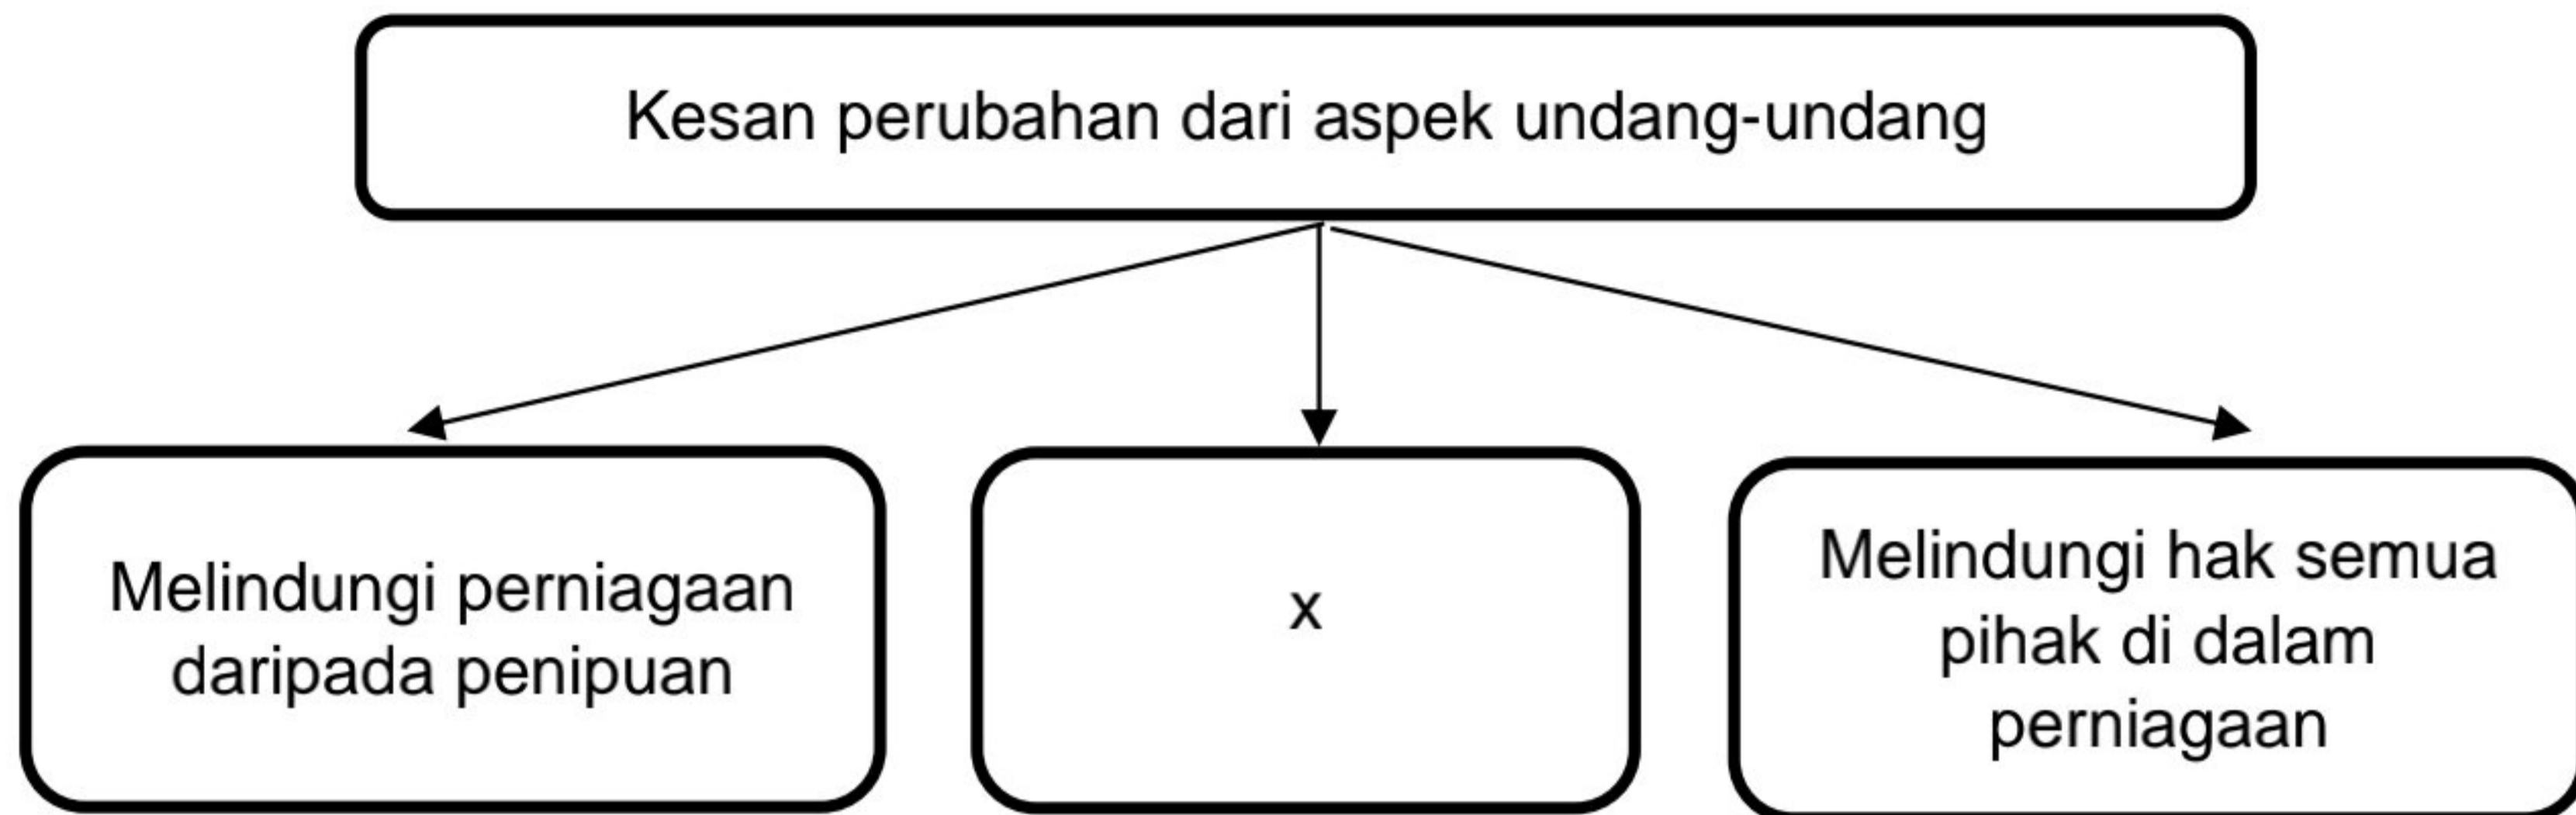 Kesan perubahan dari aspek undang-undang
Melindungi perniagaan
daripada penipuan
x
Melindungi hak semua
pihak di dalam
perniagaan